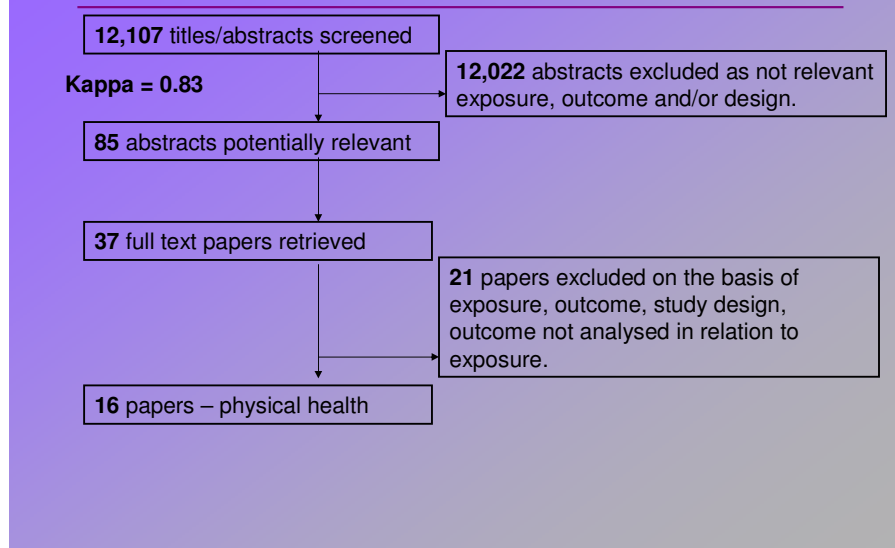 12,107 titles/abstracts screened
Kappa = 0.83
12,022 abstracts excluded as not relevant
exposure, outcome and/or design.
85 abstracts potentially relevant
37 full text papers retrieved
21 papers excluded on the basis of
exposure, outcome, study design,
outcome not analysed in relation to
exposure.
16 papers – physical health